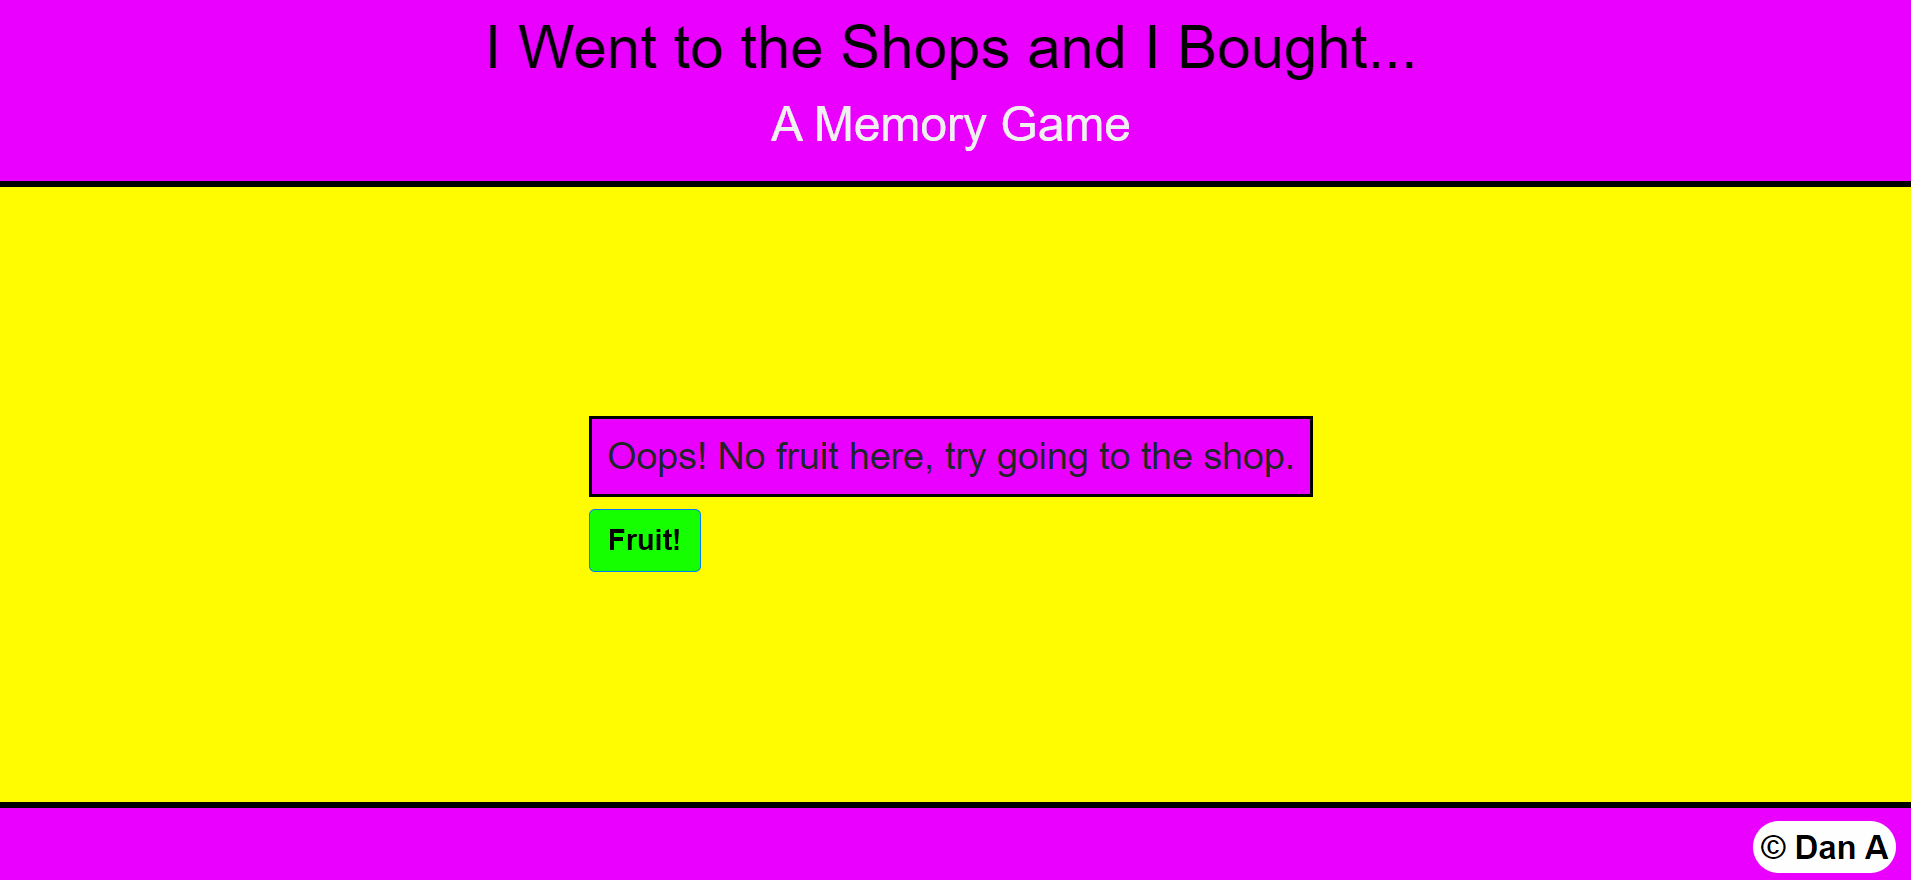 I Went to the Shops and I Bought...
A Memory Game
Oops! No fruit here, try going to the shop.
Fruit!
© Dan A